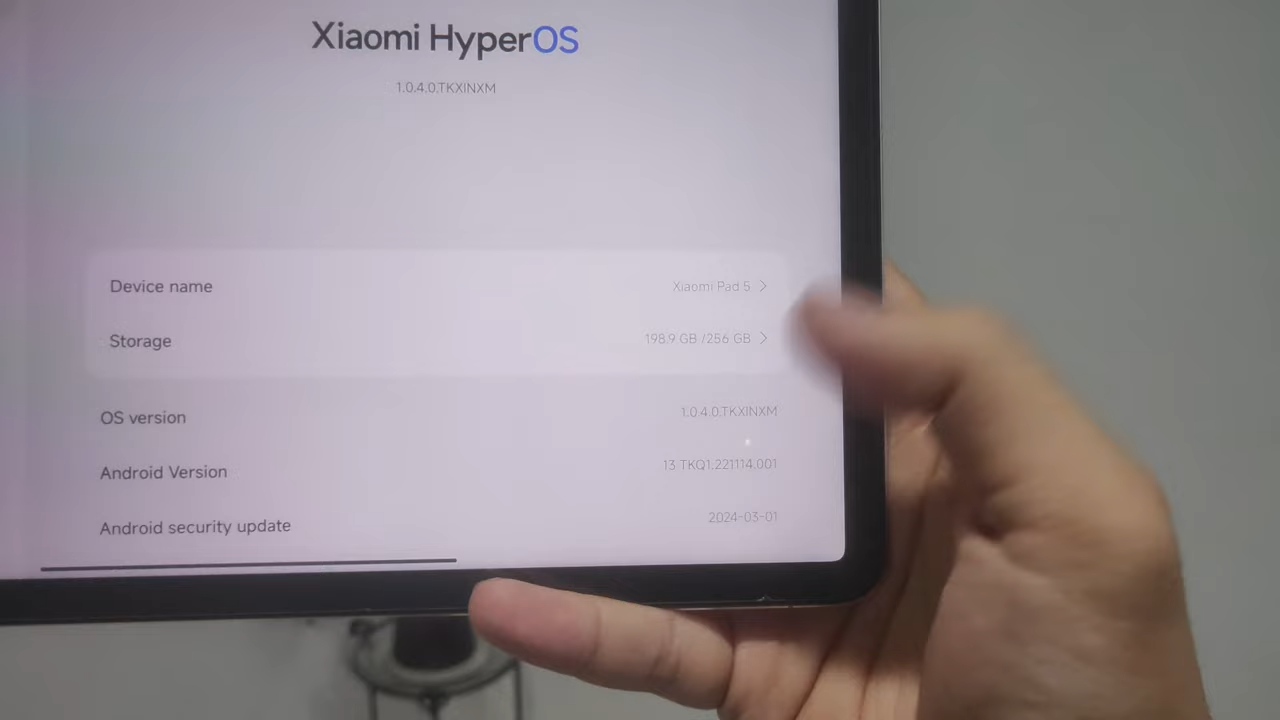 Xiaomi HyperOS
1.0.4.0.TKXINXM
Device name Xiaomi Pad 5 >
Storage 198.9 GB /256 GB >
OS version 1.0.4.0.TKXINXM
Android Version 13 TKQ1.221114.001
Android security update 2024-03-01